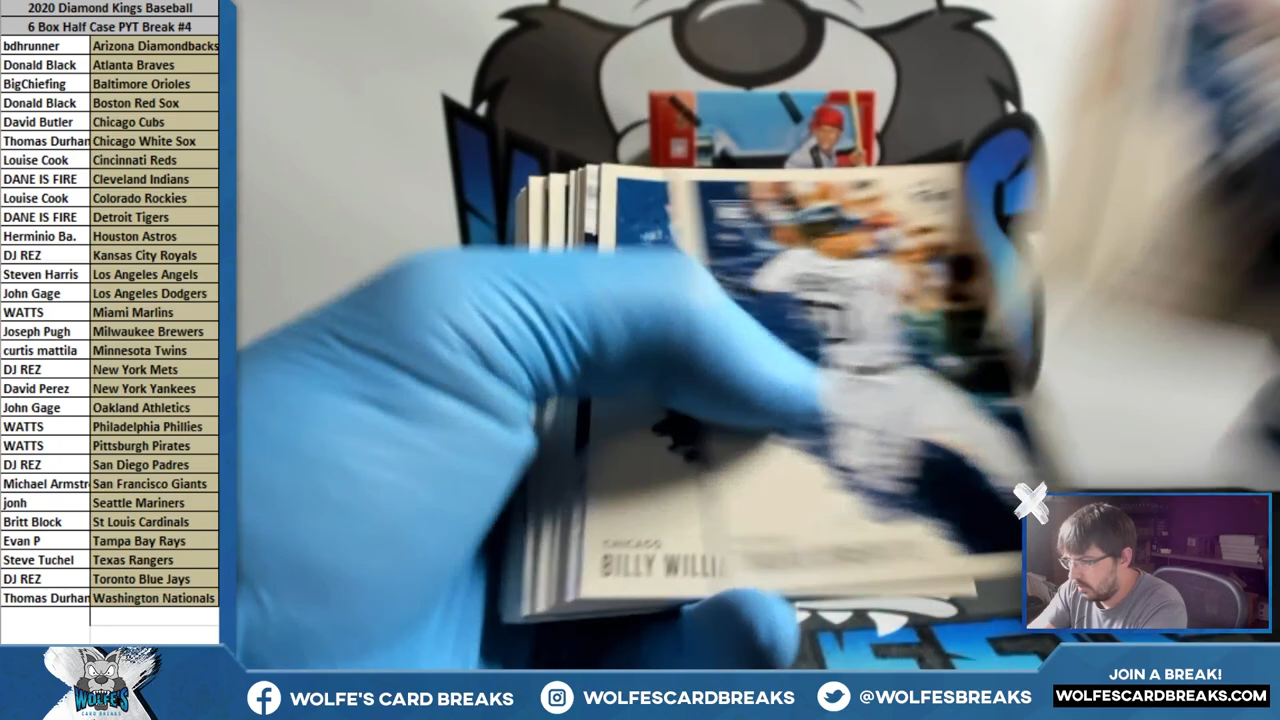 2020 Diamond Kings Baseball
6 Box Half Case PYT Break #4
bdhrunner Arizona Diamondbacks
Donald Black Atlanta Braves
BigChiefing Baltimore Orioles
Donald Black Boston Red Sox
David Butler Chicago Cubs
Thomas Durhan Chicago White Sox
Louise Cook Cincinnati Reds
DANE IS FIRE Cleveland Indians
Louise Cook Colorado Rockies
DANE IS FIRE Detroit Tigers
Herminio Ba. Houston Astros
DJ REZ Kansas City Royals
Steven Harris Los Angeles Angels
John Gage Los Angeles Dodgers
WATTS Miami Marlins
Joseph Pugh Milwaukee Brewers
curtis mattila Minnesota Twins
DJ REZ New York Mets
David Perez New York Yankees
John Gage Oakland Athletics
WATTS Philadelphia Phillies
WATTS Pittsburgh Pirates
DJ REZ San Diego Padres
Michael Armstr San Francisco Giants
jonh Seattle Mariners
Britt Block St Louis Cardinals
Evan P Tampa Bay Rays
Steve Tuchel Texas Rangers
DJ REZ Toronto Blue Jays
Thomas Durhan Washington Nationals
CHICAGO
BILLY WILLI
WOLFE'S
CARD BREAKS
WOLFE'S CARD BREAKS
WOLFESCARDBREAKS
@WOLFESBREAKS
JOIN A BREAK!
WOLFESCARDBREAKS.COM